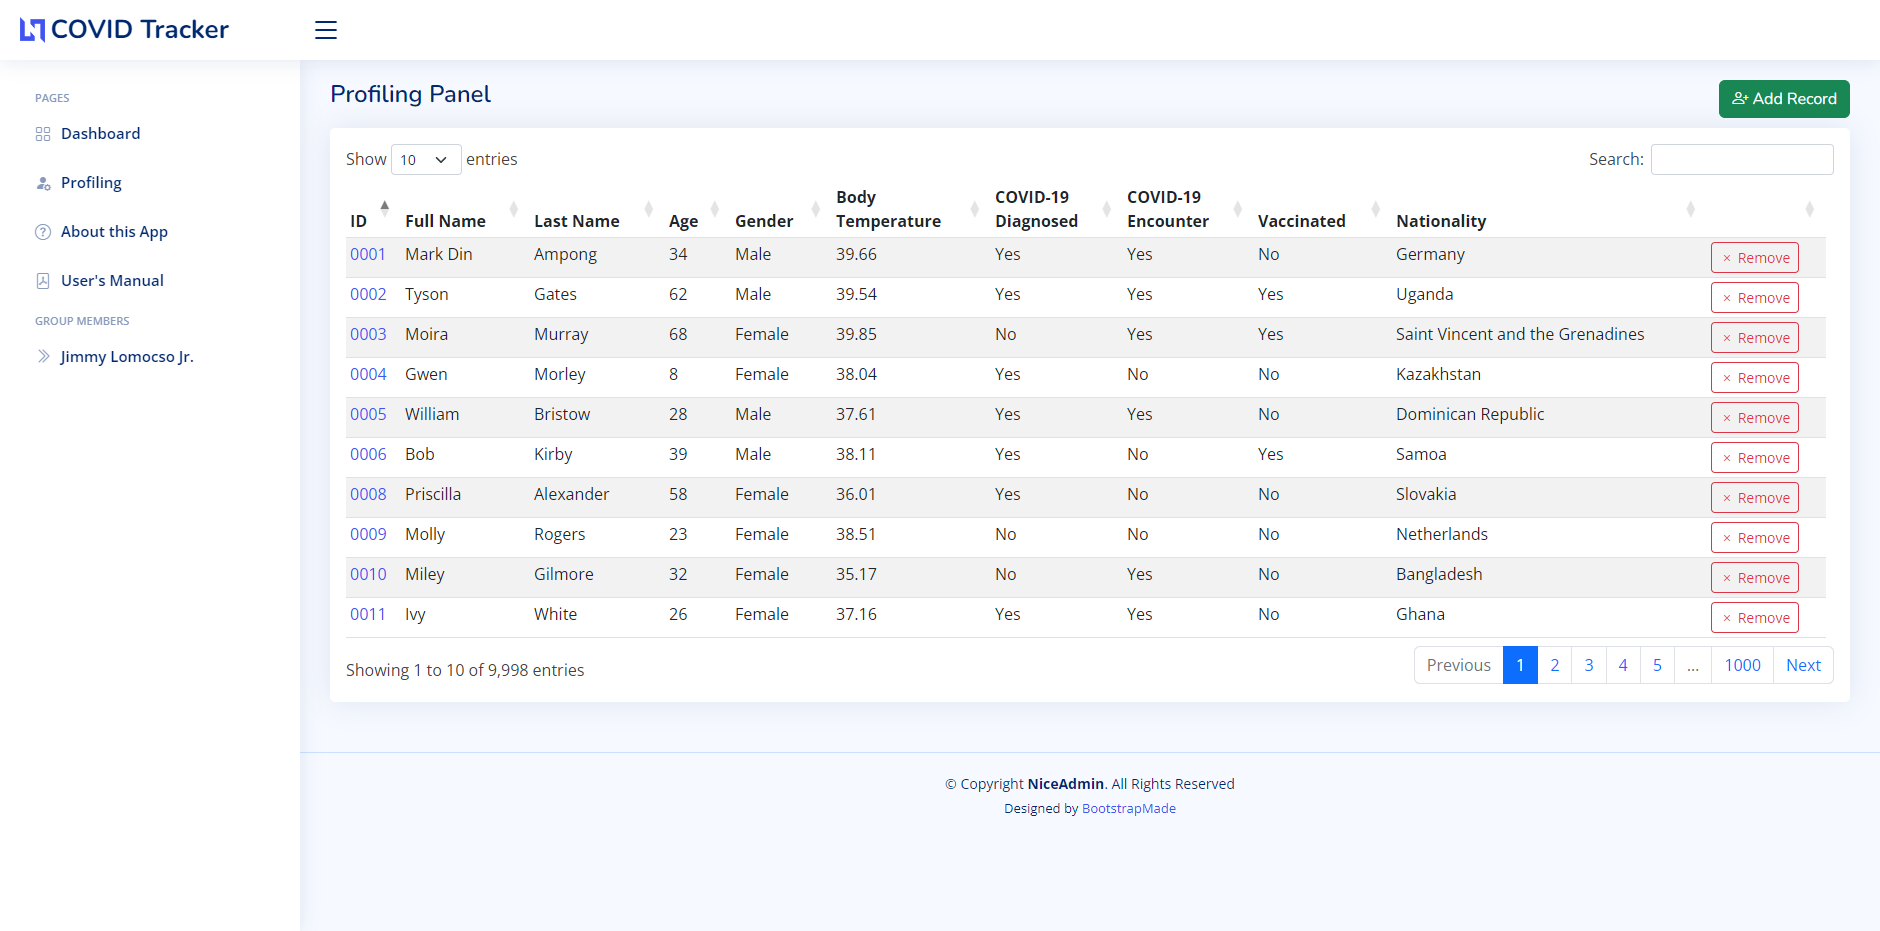 COVID Tracker
PAGES
Dashboard
Profiling
About this App
User's Manual
GROUP MEMBERS
Jimmy Lomocso Jr.
Profiling Panel
Add Record
Show 10 entries
Search:
ID Full Name Last Name Age Gender Body Temperature COVID-19 Diagnosed COVID-19 Encounter Vaccinated Nationality
0001 Mark Din Ampong 34 Male 39.66 Yes Yes No Germany Remove
0002 Tyson Gates 62 Male 39.54 Yes Yes Yes Uganda Remove
0003 Moira Murray 68 Female 39.85 No Yes Yes Saint Vincent and the Grenadines Remove
0004 Gwen Morley 8 Female 38.04 Yes No No Kazakhstan Remove
0005 William Bristow 28 Male 37.61 Yes Yes No Dominican Republic Remove
0006 Bob Kirby 39 Male 38.11 Yes No Yes Samoa Remove
0008 Priscilla Alexander 58 Female 36.01 Yes No No Slovakia Remove
0009 Molly Rogers 23 Female 38.51 No No No Netherlands Remove
0010 Miley Gilmore 32 Female 35.17 No Yes No Bangladesh Remove
0011 Ivy White 26 Female 37.16 Yes Yes No Ghana Remove
Showing 1 to 10 of 9,998 entries
Previous 1 2 3 4 5 ... 1000 Next
© Copyright NiceAdmin. All Rights Reserved
Designed by BootstrapMade